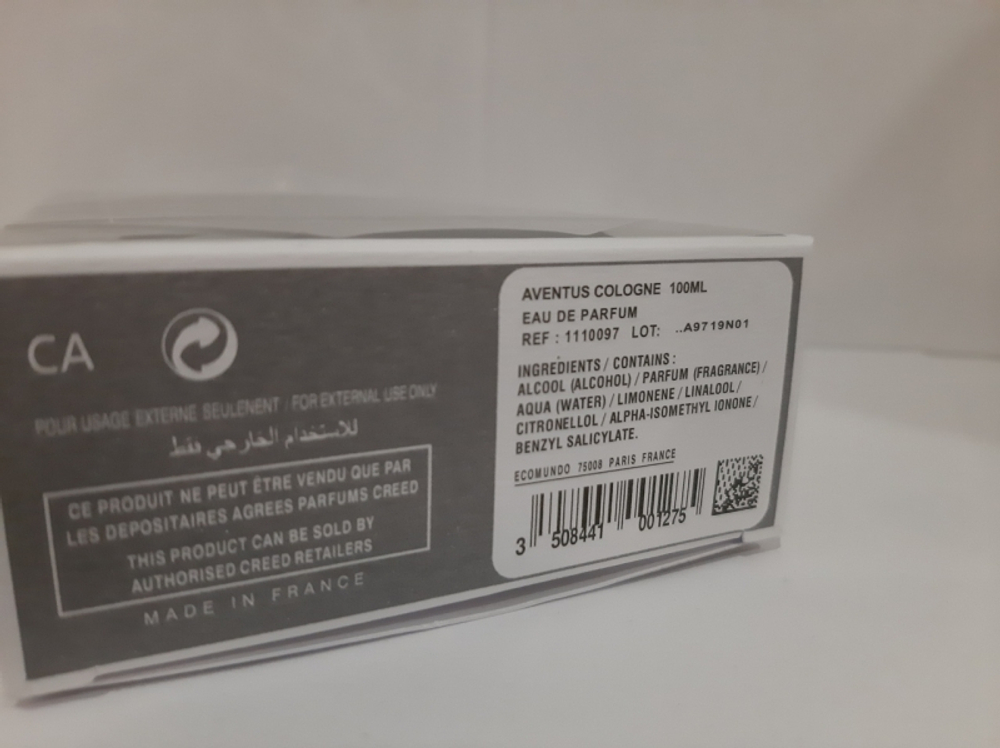 CA
POUR USAGE EXTERNE SEULENENT / FOR EXTERNAL USE ONLY
للاستخدام الخارجي فقط
CE PRODUIT NE PEUT ÊTRE VENDU QUE PAR
LES DEPOSITAIRES AGREES PARFUMS CREED
THIS PRODUCT CAN BE SOLD BY
AUTHORISED CREED RETAILERS
MADE IN FRANCE
AVENTUS COLOGNE 100ML
EAU DE PARFUM
REF : 1110097 LOT: ..A9719N01
INGRÉDIENTS / CONTAINS :
ALCOOL (ALCOHOL) / PARFUM (FRAGRANCE) /
AQUA (WATER) / LIMONENE / LINALOOL /
CITRONELLOL / ALPHA-ISOMETHYL IONONE /
BENZYL SALICYLATE.
ECOMUNDO 75008 PARIS FRANCE
3 508441 001275